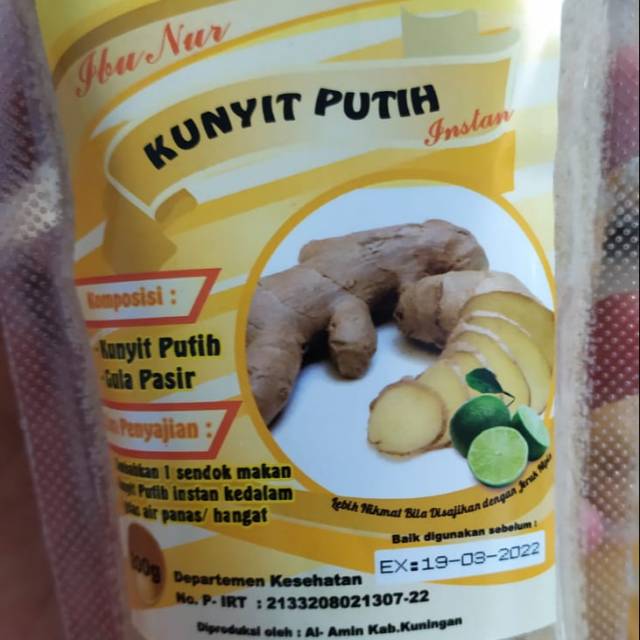 Ibu Nur
KUNYIT PUTIH
Instan
Komposisi :
- Kunyit Putih
- Gula Pasir
Penyajian :
1 sendok makan
Putih instan kedalam
air panas/ hangat
Lebih Nikmat Bila Disajikan dengan Jeruk Nipis
Baik digunakan sebelum :
EX:19-03-2022
Departemen Kesehatan
No. P- IRT : 2133208021307-22
Diproduksi oleh : Al- Amin Kab.Kuningan